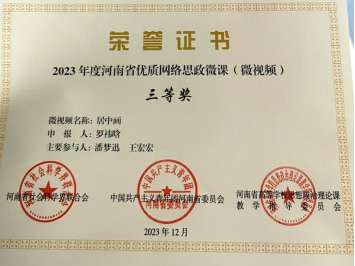 荣誉证书
2023年度河南省优质网络思政微课（微视频）
三等奖
微视频名称：居中画
申 报 人：罗祎晗
主要参与人：潘梦迅 王宏宏
河南省社会科学界联合会
中国共产主义青年团河南省委员会
河南省高等学校思想政治理论课
教学指导委员会
2023年12月